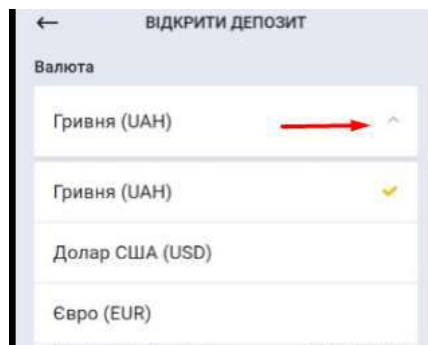 ВІДКРИТИ ДЕПОЗИТ
Валюта
Гривня (UAH)
Гривня (UAH)
Долар США (USD)
Євро (EUR)